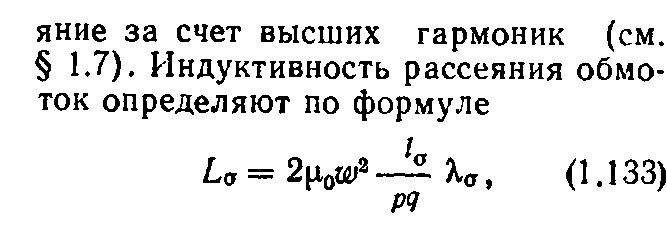 яние за счет высших гармоник (см.
§ 1.7). Индуктивность рассеяния обмо-
ток определяют по формуле
Lσ = 2μ₀w² lσ/pq λσ, (1.133)